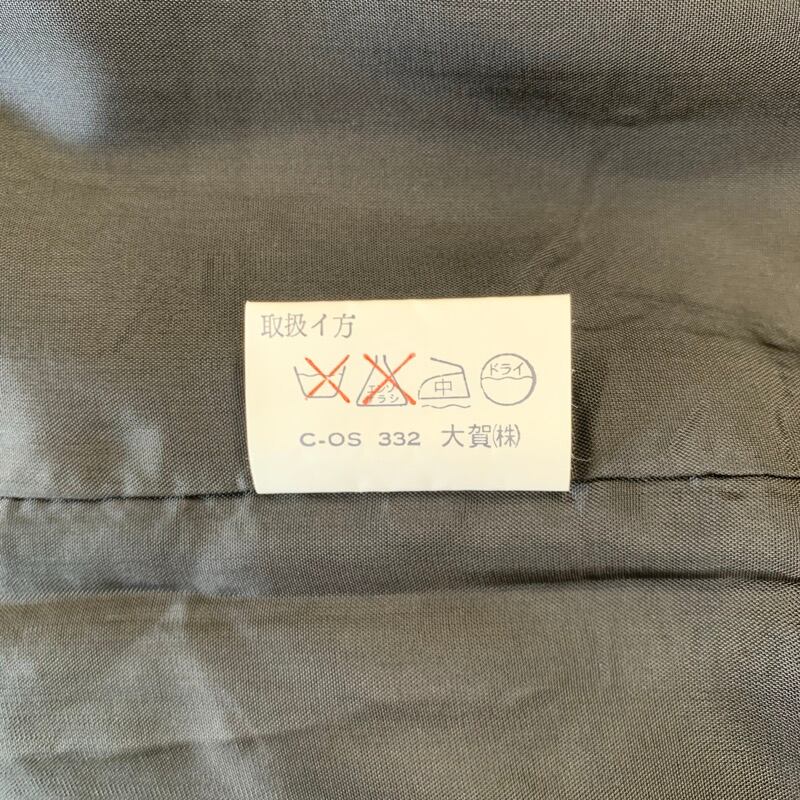 取扱イ方
エンソ
サラシ
中
ドライ
C-OS 332 大賀㈱